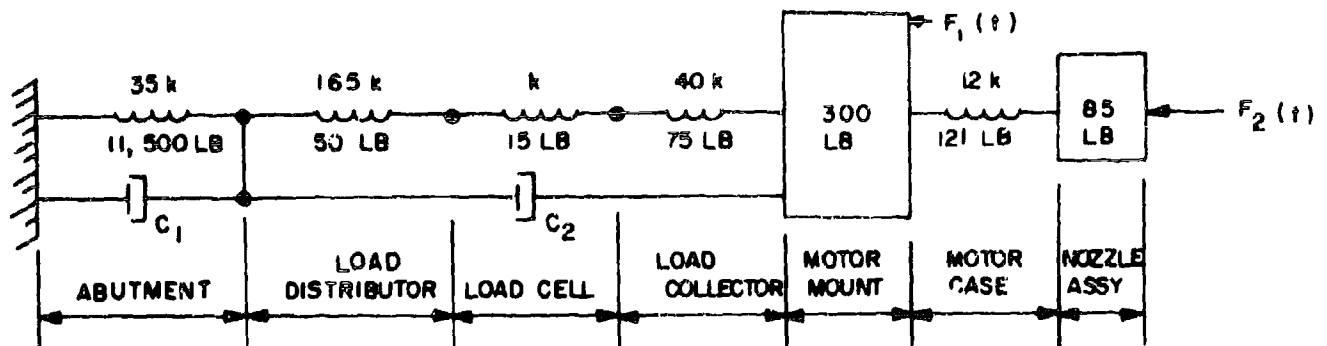 F₁ (t)
35 k
165 k
k
40 k
12 k
11, 500 LB
50 LB
15 LB
75 LB
300
LB
121 LB
85
LB
F₂ (t)
C₁
C₂
ABUTMENT
LOAD
DISTRIBUTOR
LOAD CELL
LOAD
COLLECTOR
MOTOR
MOUNT
MOTOR
CASE
NOZZLE
ASSY